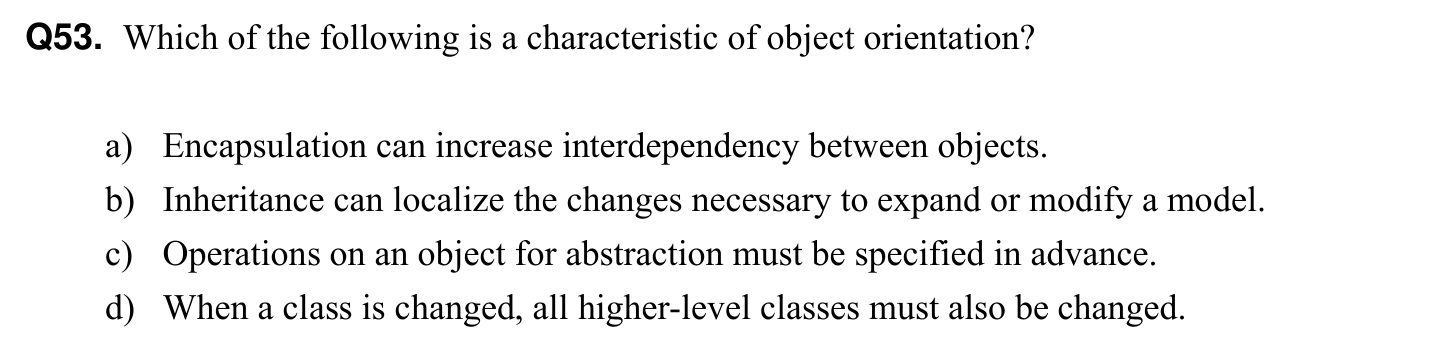 Q53. Which of the following is a characteristic of object orientation?
a) Encapsulation can increase interdependency between objects.
b) Inheritance can localize the changes necessary to expand or modify a model.
c) Operations on an object for abstraction must be specified in advance.
d) When a class is changed, all higher-level classes must also be changed.